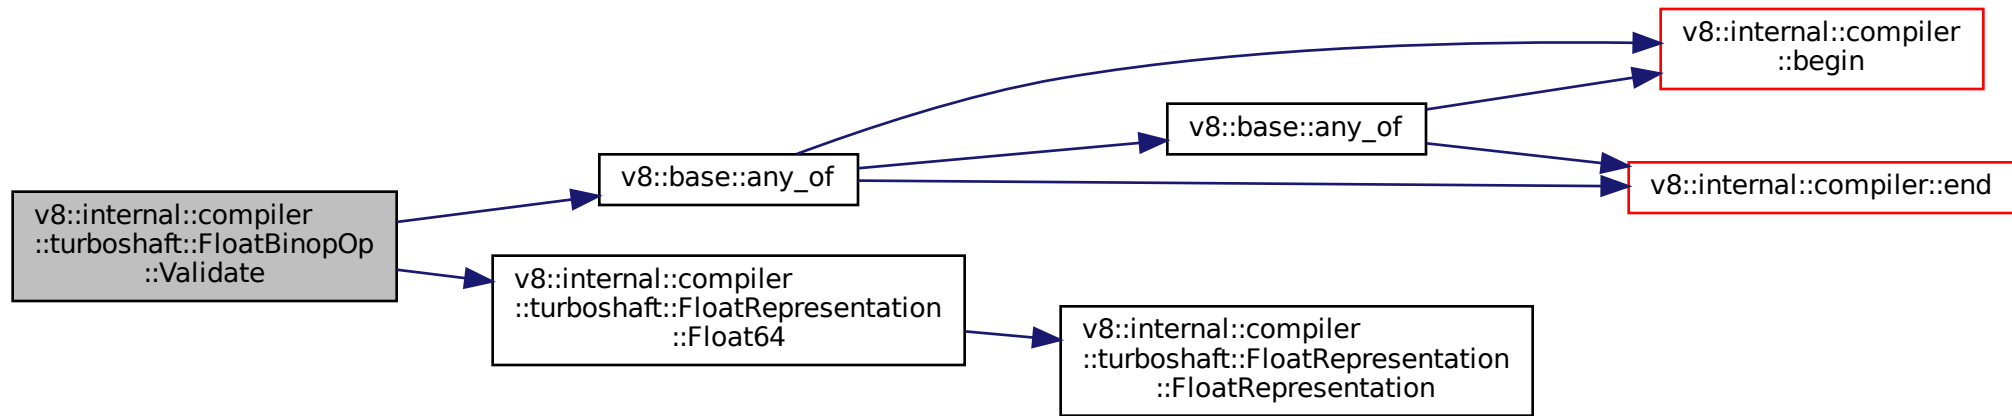 v8::internal::compiler
::turboshaft::FloatBinopOp
::Validate
v8::base::any_of
v8::internal::compiler
::turboshaft::FloatRepresentation
::Float64
v8::base::any_of
v8::internal::compiler
::turboshaft::FloatRepresentation
::FloatRepresentation
v8::internal::compiler
::begin
v8::internal::compiler::end